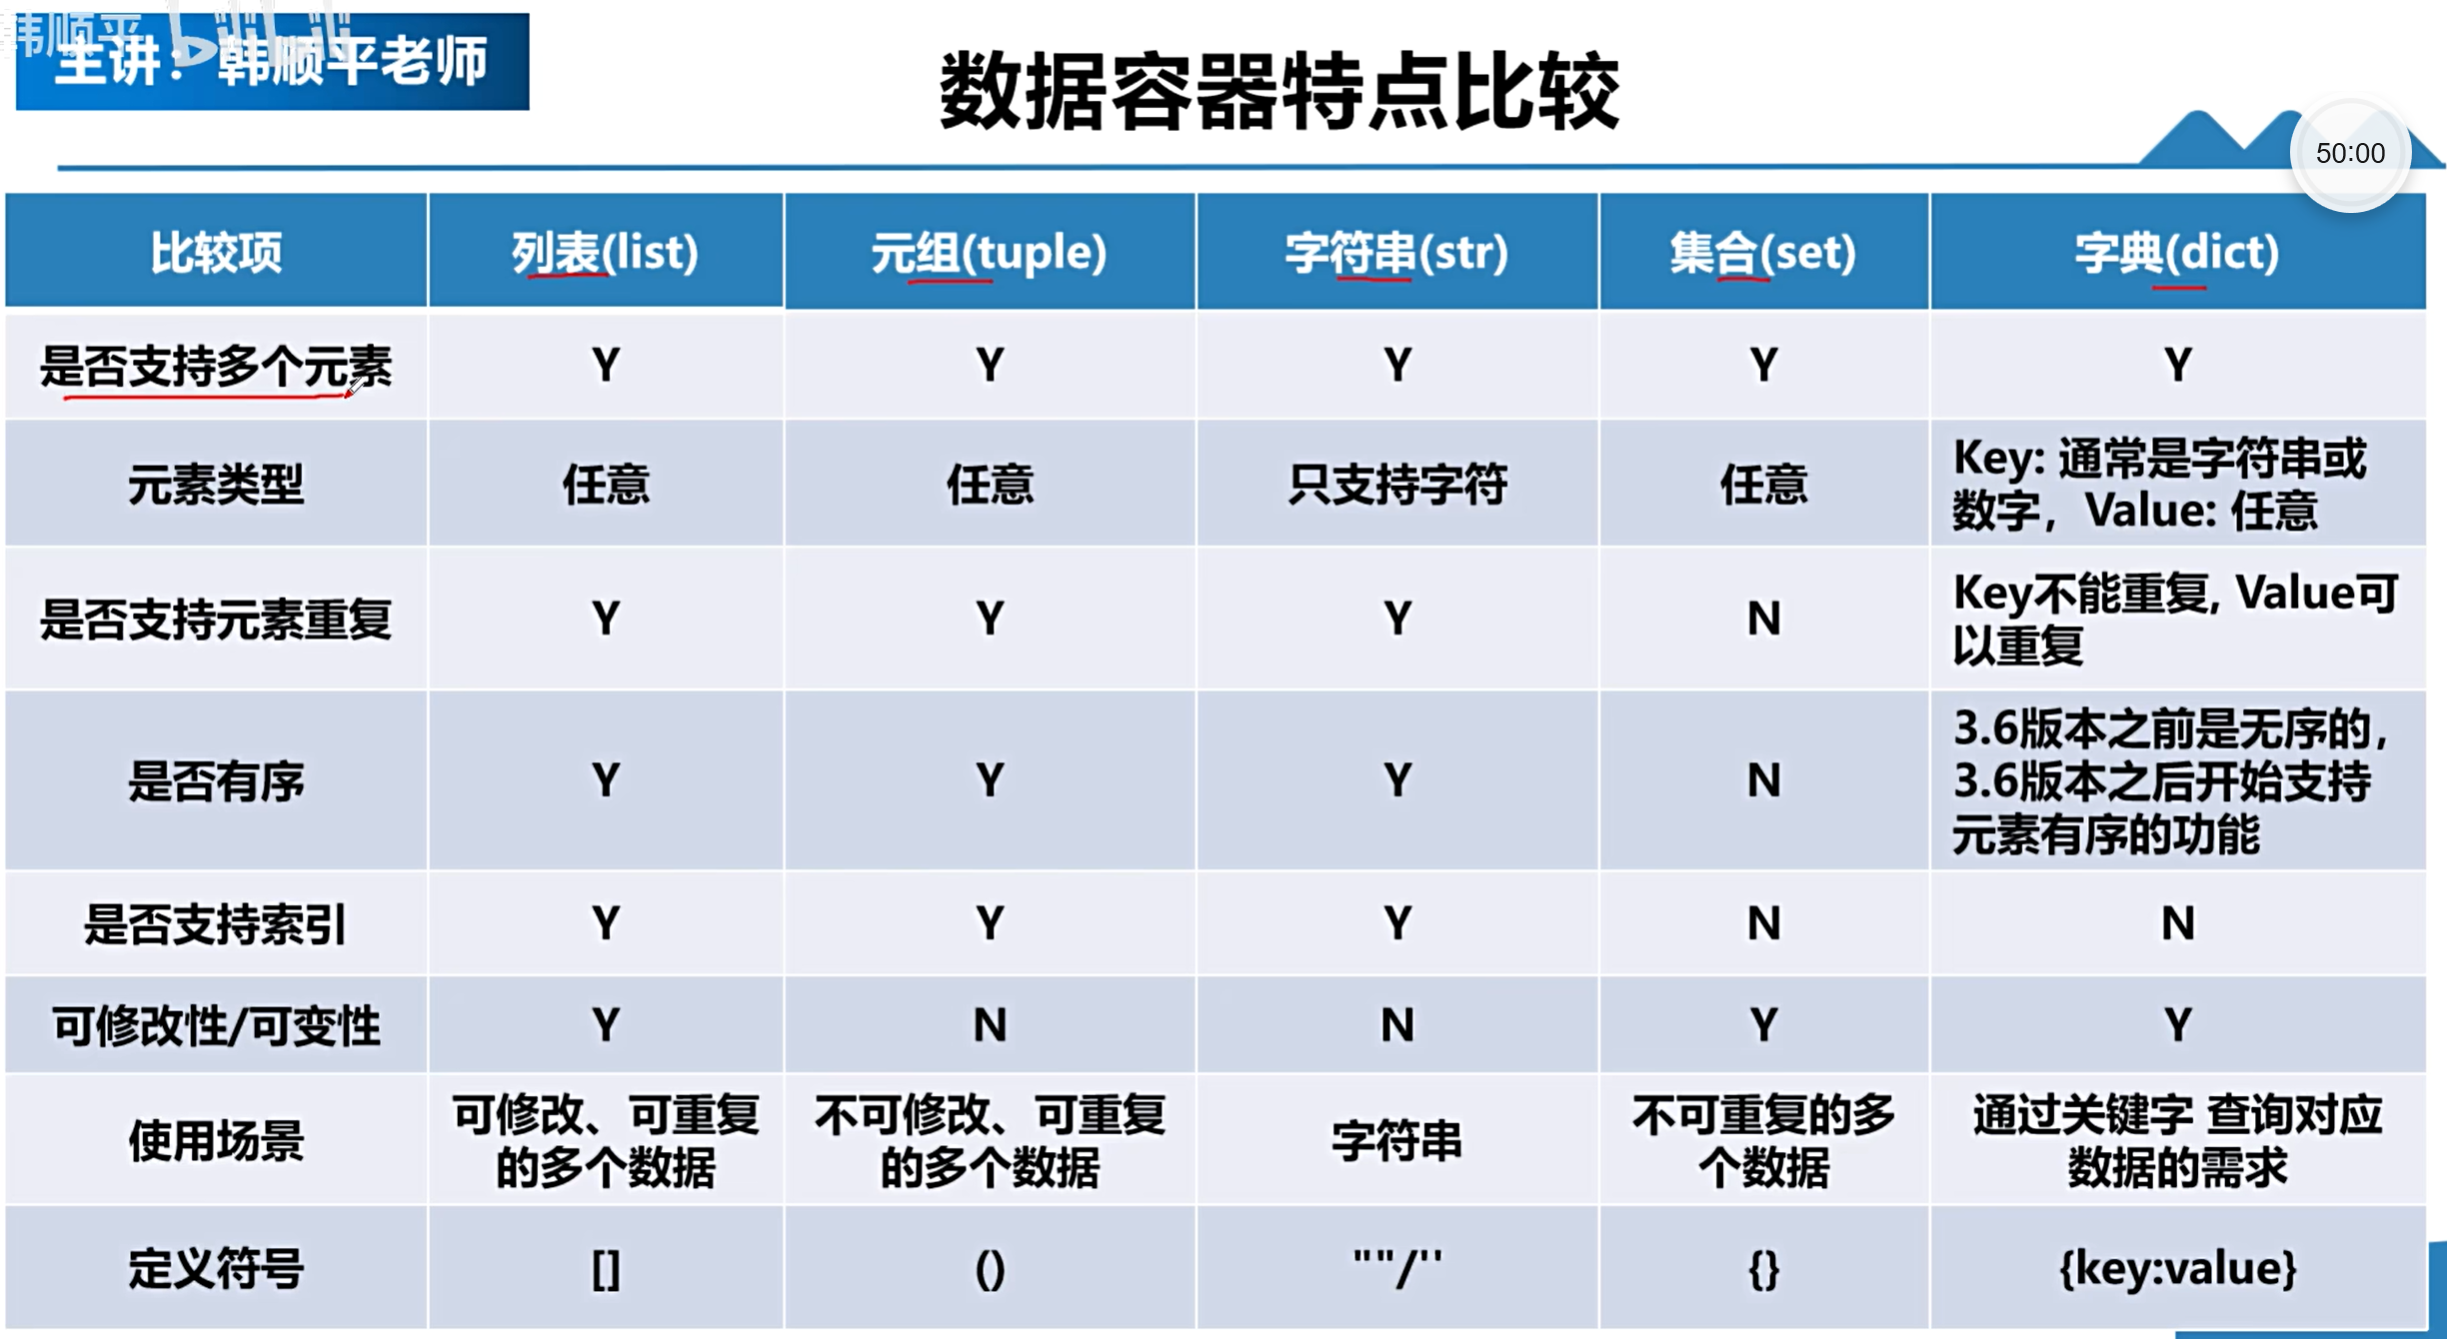 韩顺平 bilibili
主讲：韩顺平老师
数据容器特点比较
50:00
比较项 列表(list) 元组(tuple) 字符串(str) 集合(set) 字典(dict)
是否支持多个元素 Y Y Y Y Y
元素类型 任意 任意 只支持字符 任意 Key: 通常是字符串或
数字，Value: 任意
是否支持元素重复 Y Y Y N Key不能重复, Value可
以重复
是否有序 Y Y Y N 3.6版本之前是无序的，
3.6版本之后开始支持
元素有序的功能
是否支持索引 Y Y Y N N
可修改性/可变性 Y N N Y Y
使用场景 可修改、可重复
的多个数据 不可修改、可重复
的多个数据 字符串 不可重复的多
个数据 通过关键字 查询对应
数据的需求
定义符号 [] () ""/'' {} {key:value}